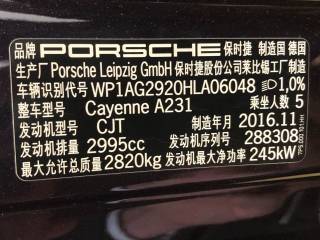 品牌 PORSCHE 保时捷 制造国 德国
生产厂 Porsche Leipzig GmbH 保时捷股份公司莱比锡工厂制造
车辆识别代号 WP1AG2920HLA06048 1,0%
整车型号 Cayenne A231 乘坐人数 5
发动机型号 CJT 制造年月 2016.11
发动机排量 2995cc 发动机序列号 288308
最大允许总质量 2820kg 发动机最大净功率 245kW